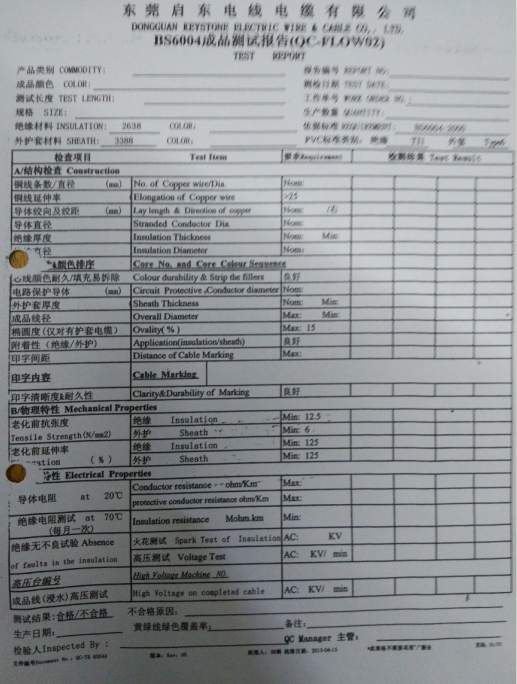 东莞启东电线电缆有限公司
DONGGUAN KEYSTONE ELECTRIC WIRE & CABLE CO., LTD.
BS6004成品测试报告(QC-FLOW02)
TEST REPORT
产品类别 COMMODITY: 报告编号 REPORT NO:
成品颜色 COLOR: 测检日期 TEST DATE:
测试长度 TEST LENGTH: 工作单号 WORK ORDER NO.:
规格 SIZE: 生产数量 QUANTITY:
绝缘材料 INSULATION: 2638 COLOR: 依据标准 REQUIREMENT: BS6004-2000
外护套材料 SHEATH: 3388 COLOR: PVC标准类别: 绝缘 TI1 外套 Type6
检查项目 Test Item 要求Requirement 检测结果 Test Result
A/结构检查 Construction
铜线条数/直径 (mm) No. of Copper wire/Dia. Nom:
铜线延伸率 Elongation of Copper wire >25
导体绞向及绞距 (mm) Lay length & Direction of copper Nom:
导体直径 Stranded Conductor Dia. Nom:
绝缘厚度 Insulation Thickness Nom: Min:
直径 Insulation Diameter Nom:
颜色排序 Core No. and Core Colour Sequence
心线颜色耐久/填充易拆除 Colour durability & Strip the fillers 良好
电路保护导体 (mm) Circuit Protective Conductor diameter Nom:
外护套厚度 Sheath Thickness Nom: Min:
成品线径 Overall Diameter Max: Min:
椭圆度(仅对有护套电缆) Ovality(%) Max: 15
附着性 (绝缘/外护) Application(insulation/sheath) 良好
印字间距 Distance of Cable Marking Max:
印字内容 Cable Marking
印字清晰度&耐久性 Clarity&Durability of Marking 良好
B/物理特性 Mechanical Properties
老化前抗张度 绝缘 Insulation Min: 12.5
Tensile Strength(N/mm2) 外护 Sheath Min: 6
老化前延伸率 绝缘 Insulation Min: 125
(%) 外护 Sheath Min: 125
性 Electrical Properties
导体电阻 at 20℃ Conductor resistance ohm/Km Max:
protective conductor resistance ohm/Km Max:
绝缘电阻测试 at 70℃ (每月一次) Insulation resistance Mohm.km Min:
绝缘无不良试验 Absence 火花测试 Spark Test of Insulation AC: KV
of faults in the insulation 高压测试 Voltage Test AC: KV/ min
高压台编号 High Voltage Machine NO.
成品线(浸水)高压测试 High Voltage on completed cable AC: KV/ min
测试结果:合格/不合格 不合格原因:
生产日期: 黄绿线绿色覆盖率: 备注:
检验人Inspected By : QC Manager 主管:
文件编号Document No.: QC-TR 60042 版本: Rev. 05 批准日期: 2015-04-15